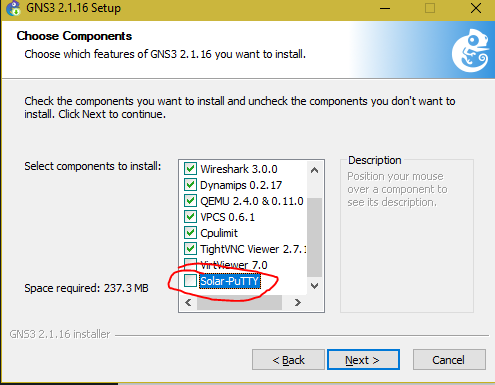 GNS3 2.1.16 Setup
Choose Components
Choose which features of GNS3 2.1.16 you want to install.
Check the components you want to install and uncheck the components you don't want to
install. Click Next to continue.
Select components to install:
Wireshark 3.0.0
Dynamips 0.2.17
QEMU 2.4.0 & 0.11.0
VPCS 0.6.1
Cpulimit
TightVNC Viewer 2.7.
VirtViewer 7.0
Solar-PuTTY
Description
Position your mouse
over a component to
see its description.
Space required: 237.3 MB
GNS3 2.1.16 installer
< Back
Next >
Cancel